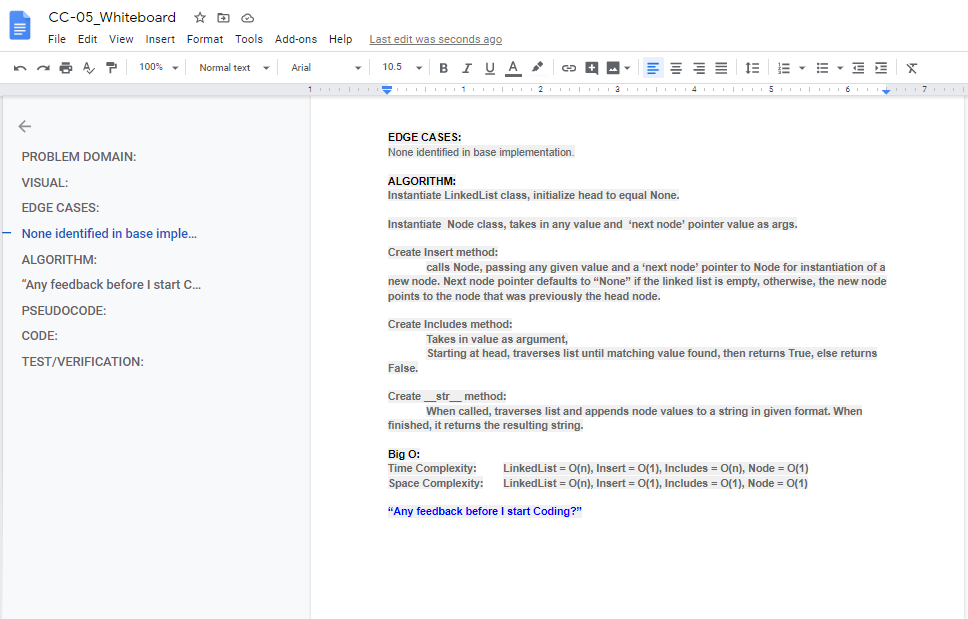 CC-05_Whiteboard
File Edit View Insert Format Tools Add-ons Help Last edit was seconds ago
100% Normal text Arial 10.5 B I U A
1 1 2 3 4 5 6 7
PROBLEM DOMAIN:
VISUAL:
EDGE CASES:
None identified in base imple...
ALGORITHM:
“Any feedback before I start C...
PSEUDOCODE:
CODE:
TEST/VERIFICATION:
EDGE CASES:
None identified in base implementation.
ALGORITHM:
Instantiate LinkedList class, initialize head to equal None.
Instantiate  Node class, takes in any value and  ‘next node’ pointer value as args.
Create Insert method:
calls Node, passing any given value and a ‘next node’ pointer to Node for instantiation of a
new node. Next node pointer defaults to “None” if the linked list is empty, otherwise, the new node
points to the node that was previously the head node.
Create Includes method:
Takes in value as argument,
Starting at head, traverses list until matching value found, then returns True, else returns
False.
Create __str__ method:
When called, traverses list and appends node values to a string in given format. When
finished, it returns the resulting string.
Big O:
Time Complexity: LinkedList = O(n), Insert = O(1), Includes = O(n), Node = O(1)
Space Complexity: LinkedList = O(n), Insert = O(1), Includes = O(1), Node = O(1)
“Any feedback before I start Coding?”